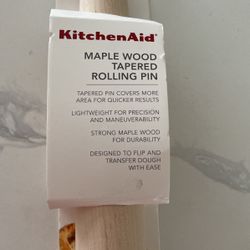 KitchenAid
MAPLE WOOD
TAPERED
ROLLING PIN
TAPERED PIN COVERS MORE
AREA FOR QUICKER RESULTS
LIGHTWEIGHT FOR PRECISION
AND MANEUVERABILITY
STRONG MAPLE WOOD
FOR DURABILITY
DESIGNED TO FLIP AND
TRANSFER DOUGH
WITH EASE